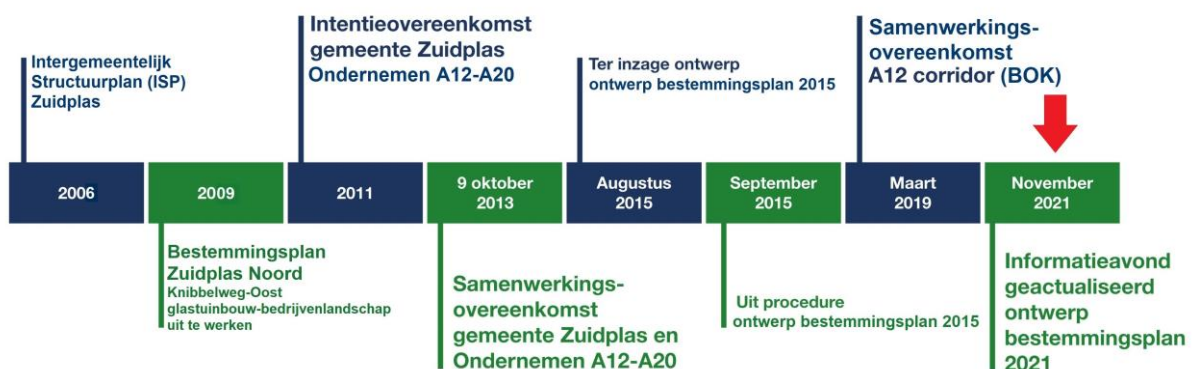 Intergemeentelijk
Structuurplan (ISP)
Zuidplas
Intentieovereenkomst
gemeente Zuidplas
Ondernemen A12-A20
Ter inzage ontwerp
ontwerp bestemmingsplan 2015
Samenwerkings-
overeenkomst
A12 corridor (BOK)
2006
2009
2011
9 oktober
2013
Augustus
2015
September
2015
Maart
2019
November
2021
Bestemmingsplan
Zuidplas Noord
Knibbelweg-Oost
glastuinbouw-bedrijvenlandschap
uit te werken
Samenwerkings-
overeenkomst
gemeente Zuidplas en
Ondernemen A12-A20
Uit procedure
ontwerp bestemmingsplan 2015
Informatieavond
geactualiseerd
ontwerp
bestemmingsplan
2021